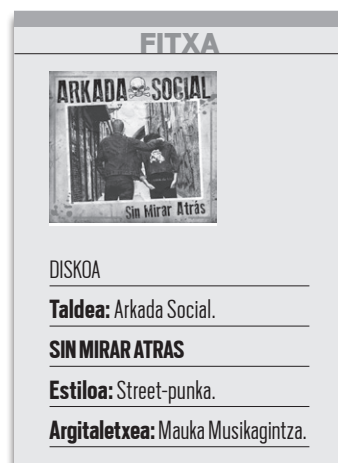 FITXA
ARKADA SOCIAL
Sin Mirar Atrás
DISKOA
Taldea: Arkada Social.
SIN MIRAR ATRAS
Estiloa: Street-punka.
Argitaletxea: Mauka Musikagintza.